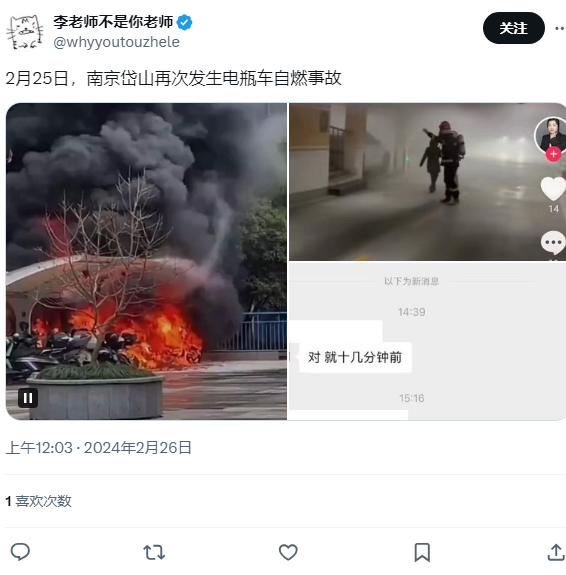 李老师不是你老师
@whyyoutouzhele
关注
2月25日，南京岱山再次发生电瓶车自燃事故
14
以下为新消息
14:39
对 就十几分钟前
15:16
上午12:03 · 2024年2月26日
1 喜欢次数